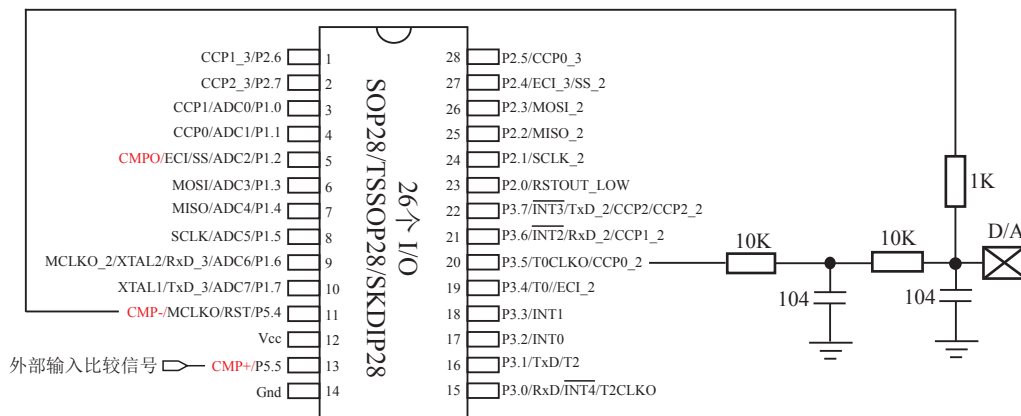 CCP1_3/P2.6
1
CCP2_3/P2.7
2
CCP1/ADC0/P1.0
3
CCP0/ADC1/P1.1
4
CMPO/ECI/SS/ADC2/P1.2
5
MOSI/ADC3/P1.3
6
MISO/ADC4/P1.4
7
SCLK/ADC5/P1.5
8
MCLKO_2/XTAL2/RxD_3/ADC6/P1.6
9
XTAL1/TxD_3/ADC7/P1.7
10
CMP-/MCLKO/RST/P5.4
11
Vcc
12
外部输入比较信号
CMP+/P5.5
13
Gnd
14
SOP28/TSSOP28/SKDIP28
26个 I/O
28
P2.5/CCP0_3
27
P2.4/ECI_3/SS_2
26
P2.3/MOSI_2
25
P2.2/MISO_2
24
P2.1/SCLK_2
23
P2.0/RSTOUT_LOW
22
P3.7/INT3/TxD_2/CCP2/CCP2_2
21
P3.6/INT2/RxD_2/CCP1_2
20
P3.5/T0CLKO/CCP0_2
19
P3.4/T0//ECI_2
18
P3.3/INT1
17
P3.2/INT0
16
P3.1/TxD/T2
15
P3.0/RxD/INT4/T2CLKO
10K
10K
1K
D/A
104
104